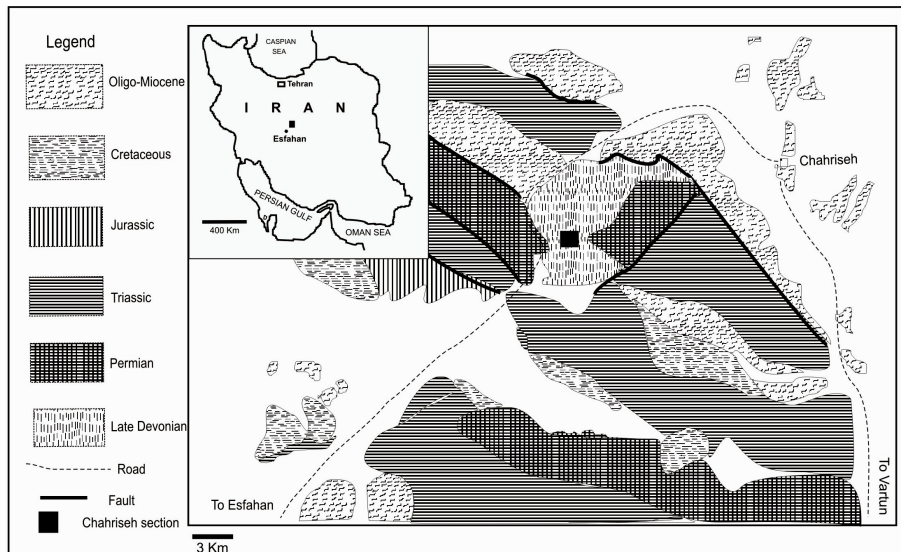 Legend
Oligo-Miocene
Cretaceous
Jurassic
Triassic
Permian
Late Devonian
Road
Fault
Chahriseh section
3 Km
CASPIAN
SEA
Tehran
I R A N
Esfahan
PERSIAN GULF
400 Km
OMAN SEA
Chahriseh
To Esfahan
To Vartun